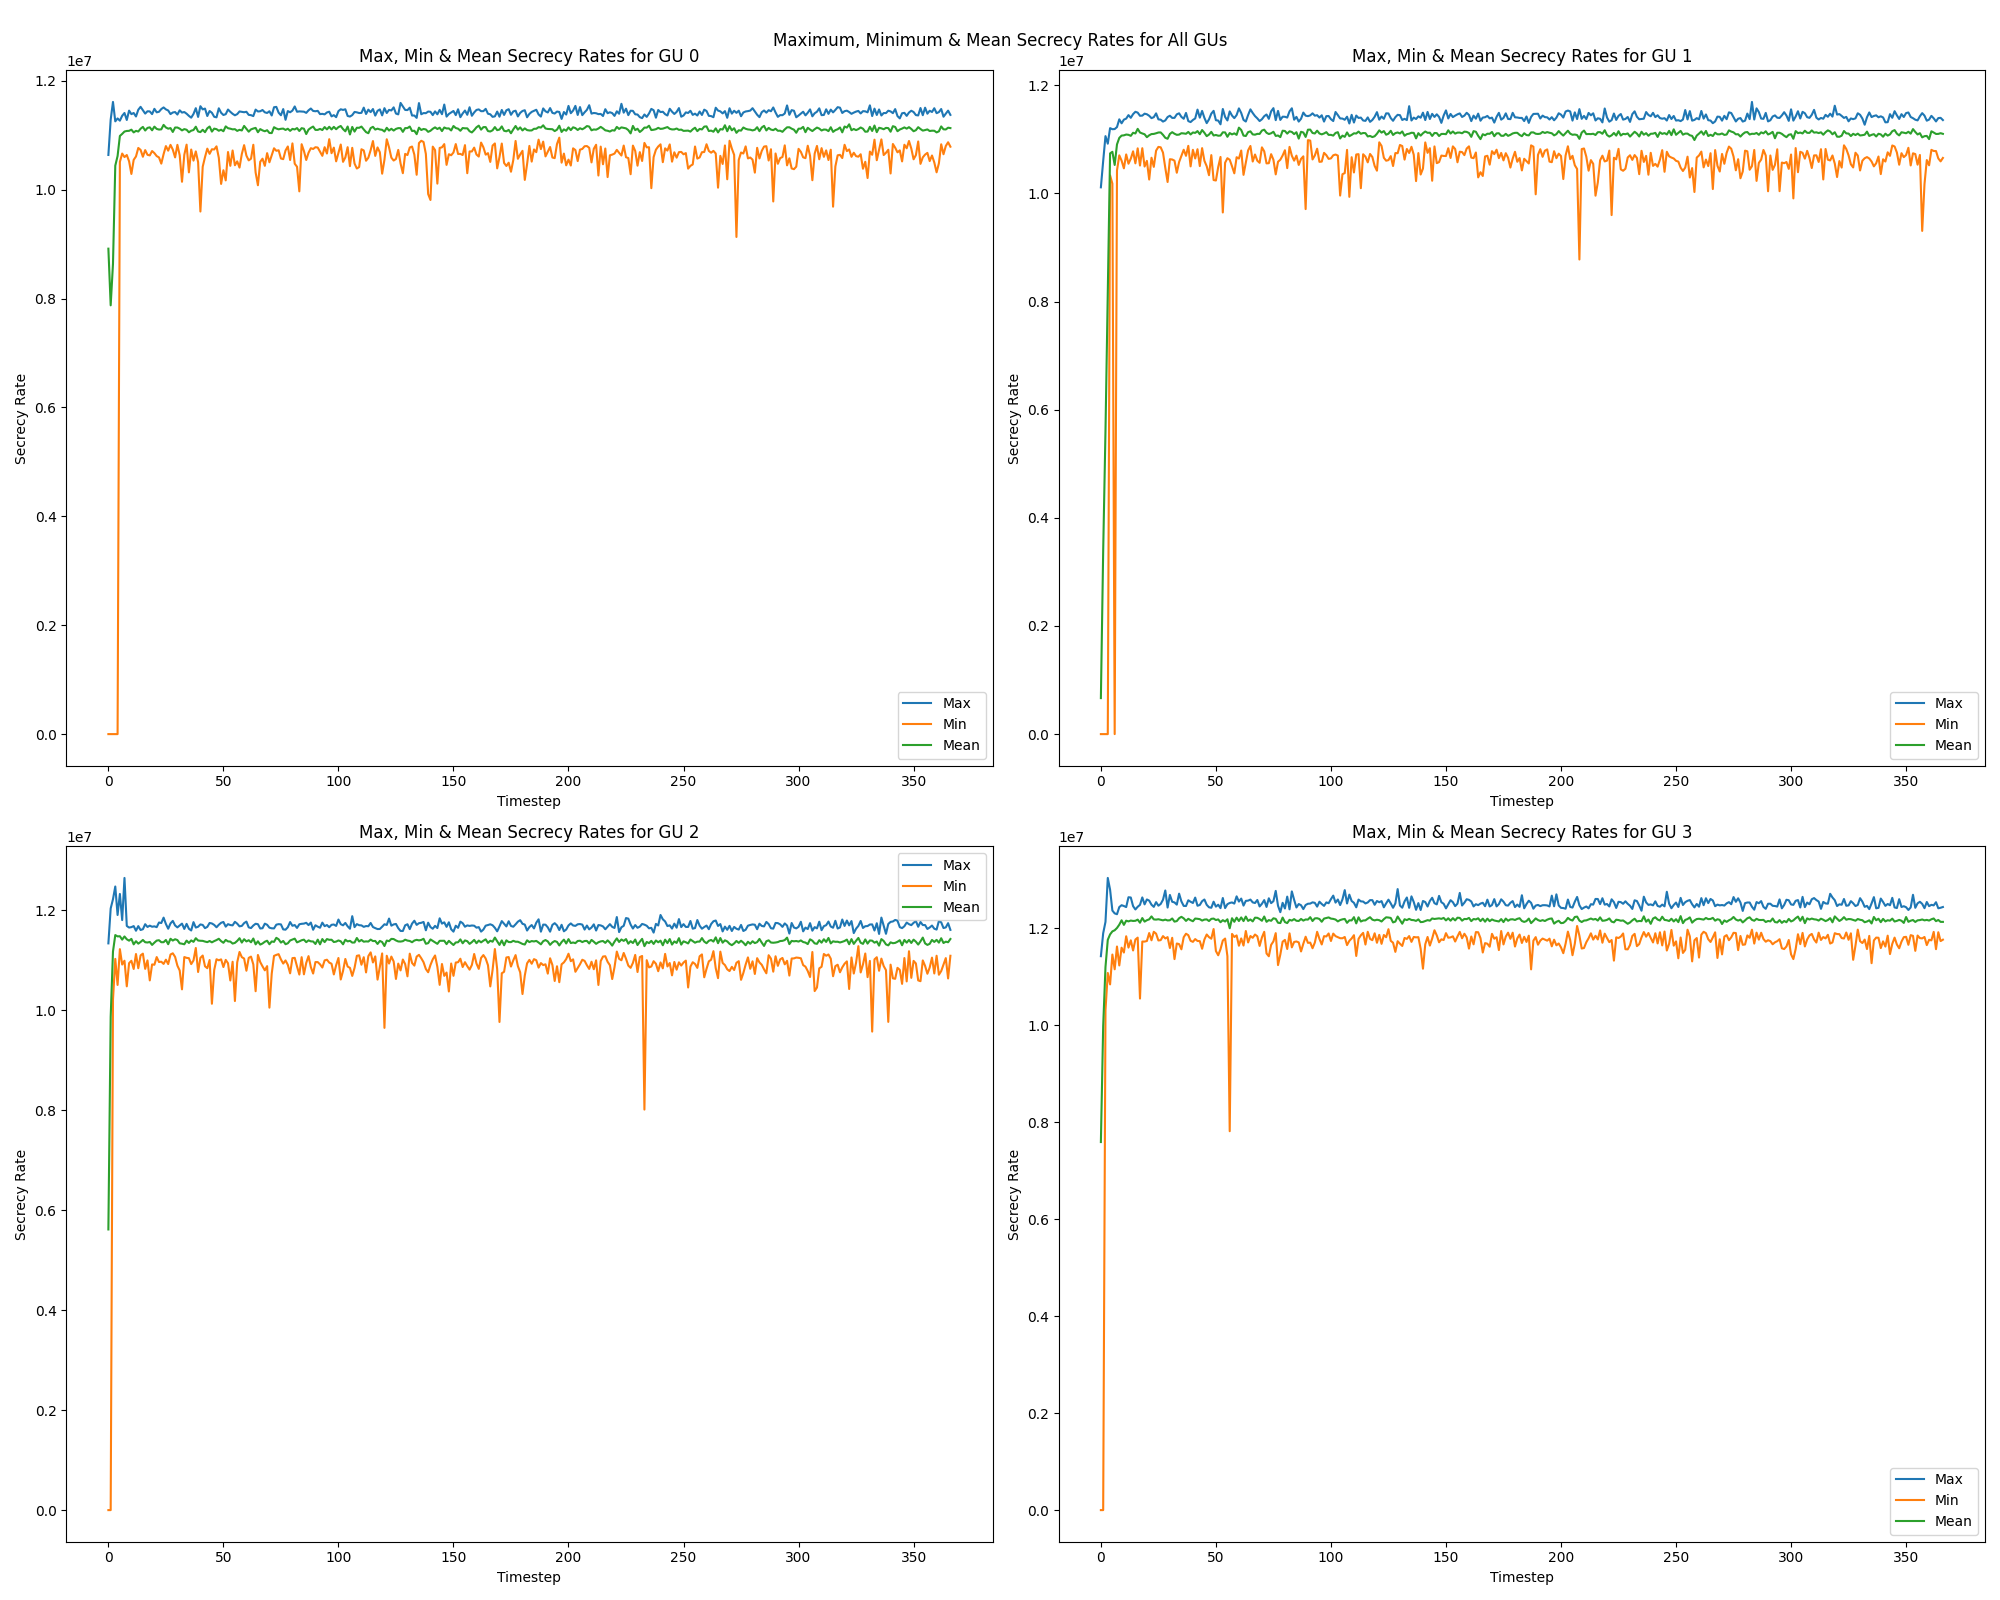 Maximum, Minimum & Mean Secrecy Rates for All GUs
Max, Min & Mean Secrecy Rates for GU 0
1e7
1.2
1.0
0.8
0.6
0.4
0.2
0.0
Secrecy Rate
0 50 100 150 200 250 300 350
Timestep
Max
Min
Mean
Max, Min & Mean Secrecy Rates for GU 1
1e7
1.2
1.0
0.8
0.6
0.4
0.2
0.0
Secrecy Rate
0 50 100 150 200 250 300 350
Timestep
Max
Min
Mean
Max, Min & Mean Secrecy Rates for GU 2
1e7
1.2
1.0
0.8
0.6
0.4
0.2
0.0
Secrecy Rate
0 50 100 150 200 250 300 350
Timestep
Max
Min
Mean
Max, Min & Mean Secrecy Rates for GU 3
1e7
1.2
1.0
0.8
0.6
0.4
0.2
0.0
Secrecy Rate
0 50 100 150 200 250 300 350
Timestep
Max
Min
Mean